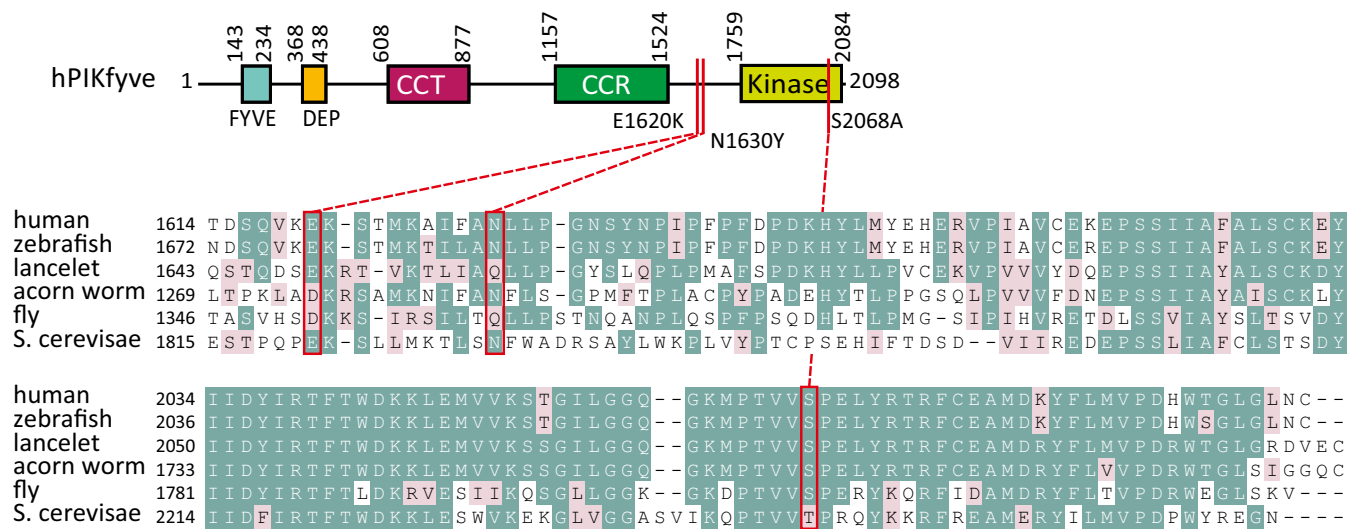 143 234 368 438 608 877 1157 1524 1759 2084
hPIKfyve 1 CCT CCR Kinase 2098
FYVE DEP E1620K N1630Y S2068A
human 1614 TDSQVKEK-STMKAIFANLLP-GNSYNPIPFPFDPDKHYLMYEHERVPIAVCEKEPSSIIAFALSCKEY
zebrafish 1672 NDSQVKEK-STMKTILANLLP-GNSYNPIPFPFDPDKHYLMYEHERVPIAVCEREPSSIIAFALSCKEY
lancelet 1643 QSTQDSEKRT-VKTLIAQLLP-GYSLQPLPMAFSPDKHYLLPVCEKVPVVVYDQEPSSIIAYALSCKDY
acorn worm 1269 LTPKLADKRSAMKNIFANFLS-GPMFTPLACPYPADEHYTLPPGSQLPVVVFDNEPSSIIAYAISCKLY
fly 1346 TASVHSDKKS-IRSILTQLLPSTNQANPLQSPFPSQDHLTLPMG-SIPIHVRETDLSSVIAYSLTSVDY
S. cerevisae 1815 ESTPQPEK-SLLMKTLSNFWADRSAYLWKPLVYPTCPSEHIFTDSD--VIIREDEPSSLIAFCLSTSDY
human 2034 IIDYIRTFTWDKKLEMVVKSTGILGGQ--GKMPTVVSPELYRTRFCEAMDKYFLMVPDHWTGLGLNC--
zebrafish 2036 IIDYIRTFTWDKKLEMVVKSTGILGGQ--GKMPTVVSPELYRTRFCEAMDKYFLMVPDHWSGLGLNC--
lancelet 2050 IIDYIRTFTWDKKLEMVVKSSGILGGQ--GKMPTVVSPELYRTRFCEAMDRYFLMVPDRWTGLGRDVEC
acorn worm 1733 IIDYIRTFTWDKKLEMVVKSSGILGGQ--GKMPTVVSPELYRTRFCEAMDRYFLVVPDRWTGLSIGGQC
fly 1781 IIDYIRTFTLDKRVESIIKQSGLLGGK--GKDPTVVSPERYKQRFIDAMDRYFLTVPDRWEGLSKV----
S. cerevisae 2214 IIDFIRTFTWDKKLESWVKEKGLVGGASVIKQPTVVTPRQYKKRFREAMERYILMVPDPWYREGN----